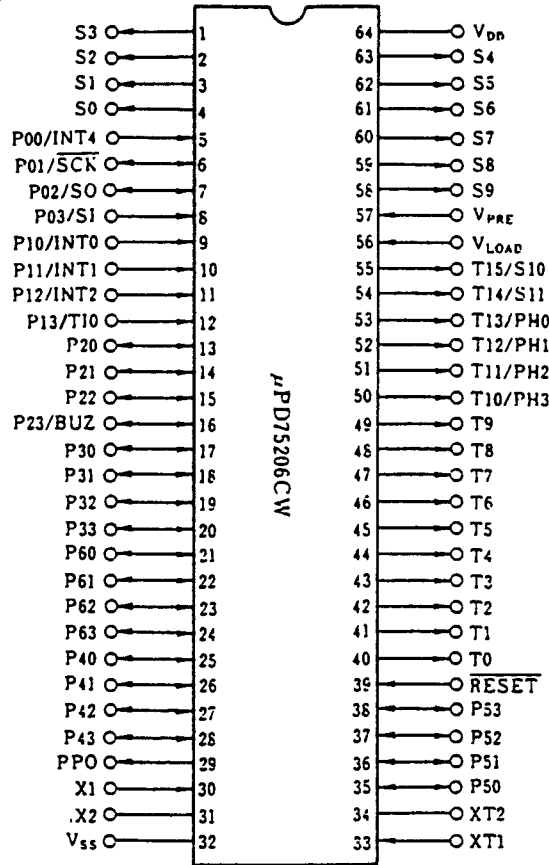 S3 1 64 VDD
S2 2 63 S4
S1 3 62 S5
S0 4 61 S6
P00/INT4 5 60 S7
P01/SCK 6 59 S8
P02/SO 7 58 S9
P03/SI 8 57 VPRE
P10/INT0 9 56 VLOAD
P11/INT1 10 55 T15/S10
P12/INT2 11 54 T14/S11
P13/TI0 12 53 T13/PH0
P20 13 52 T12/PH1
P21 14 51 T11/PH2
P22 15 50 T10/PH3
P23/BUZ 16 49 T9
P30 17 48 T8
P31 18 47 T7
P32 19 46 T6
P33 20 45 T5
P60 21 44 T4
P61 22 43 T3
P62 23 42 T2
P63 24 41 T1
P40 25 40 T0
P41 26 39 RESET
P42 27 38 P53
P43 28 37 P52
PPO 29 36 P51
X1 30 35 P50
X2 31 34 XT2
VSS 32 33 XT1
μPD75206CW